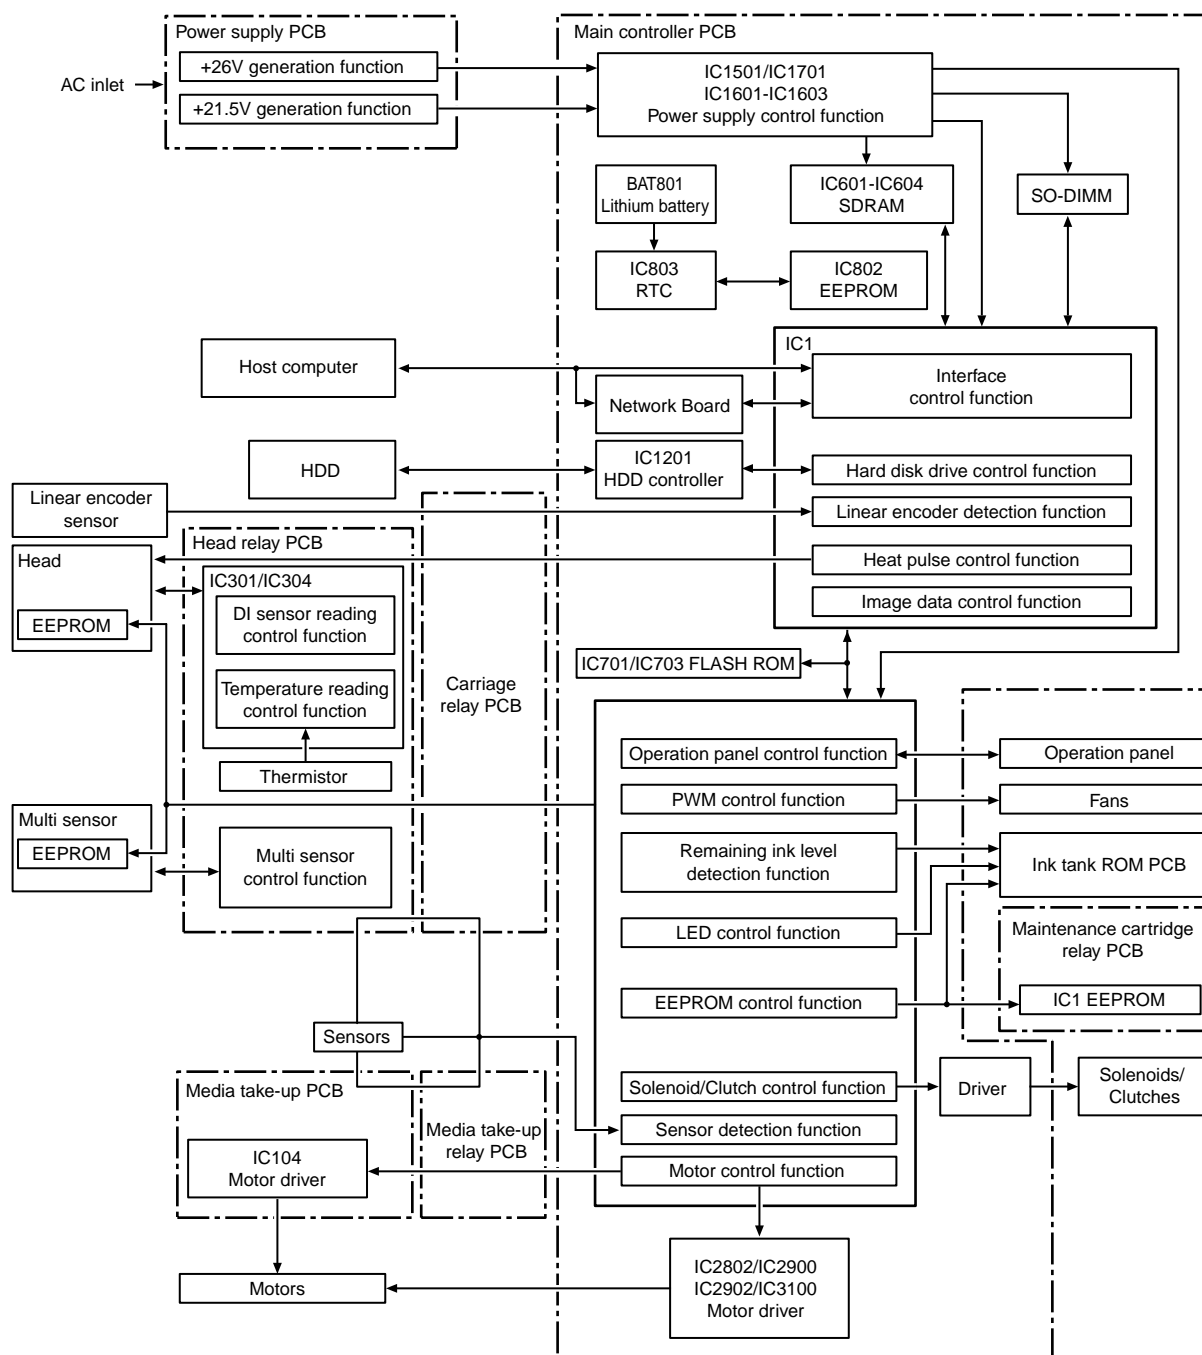 Power supply PCB
+26V generation function
+21.5V generation function
AC inlet
Main controller PCB
IC1501/IC1701
IC1601-IC1603
Power supply control function
BAT801
Lithium battery
IC601-IC604
SDRAM
SO-DIMM
IC803
RTC
IC802
EEPROM
IC1
Host computer
Interface
control function
Network Board
HDD
IC1201
HDD controller
Hard disk drive control function
Linear encoder
sensor
Linear encoder detection function
Head relay PCB
Head
EEPROM
IC301/IC304
DI sensor reading
control function
Temperature reading
control function
Thermistor
Carriage
relay PCB
Heat pulse control function
Image data control function
IC701/IC703 FLASH ROM
Multi sensor
EEPROM
Multi sensor
control function
Operation panel control function
Operation panel
PWM control function
Fans
Remaining ink level
detection function
Ink tank ROM PCB
LED control function
Maintenance cartridge
relay PCB
EEPROM control function
IC1 EEPROM
Sensors
Solenoid/Clutch control function
Driver
Solenoids/
Clutches
Media take-up PCB
Media take-up
relay PCB
Sensor detection function
IC104
Motor driver
Motor control function
IC2802/IC2900
IC2902/IC3100
Motor driver
Motors